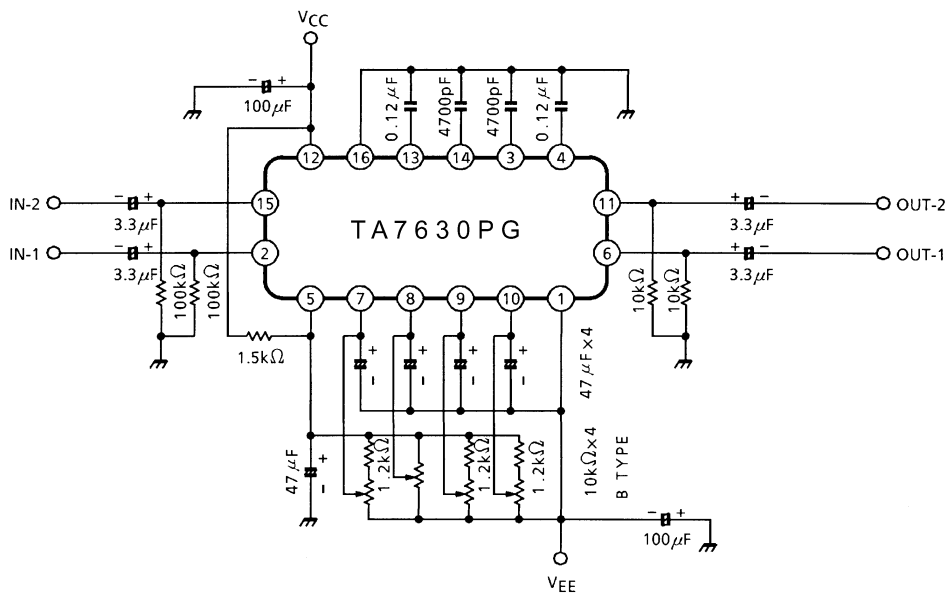 VCC
− +
100μF
0.12μF
4700pF
4700pF
0.12μF
12
16
13
14
3
4
IN-2
− +
3.3μF
15
TA7630PG
11
+ −
3.3μF
OUT-2
IN-1
− +
3.3μF
2
6
+ −
3.3μF
OUT-1
100kΩ
100kΩ
10kΩ
10kΩ
5
7
8
9
10
1
1.5kΩ
+
−
+
−
+
−
+
−
47μF×4
47μF
+
−
1.2kΩ
1.2kΩ
1.2kΩ
10kΩ×4
B TYPE
− +
100μF
VEE